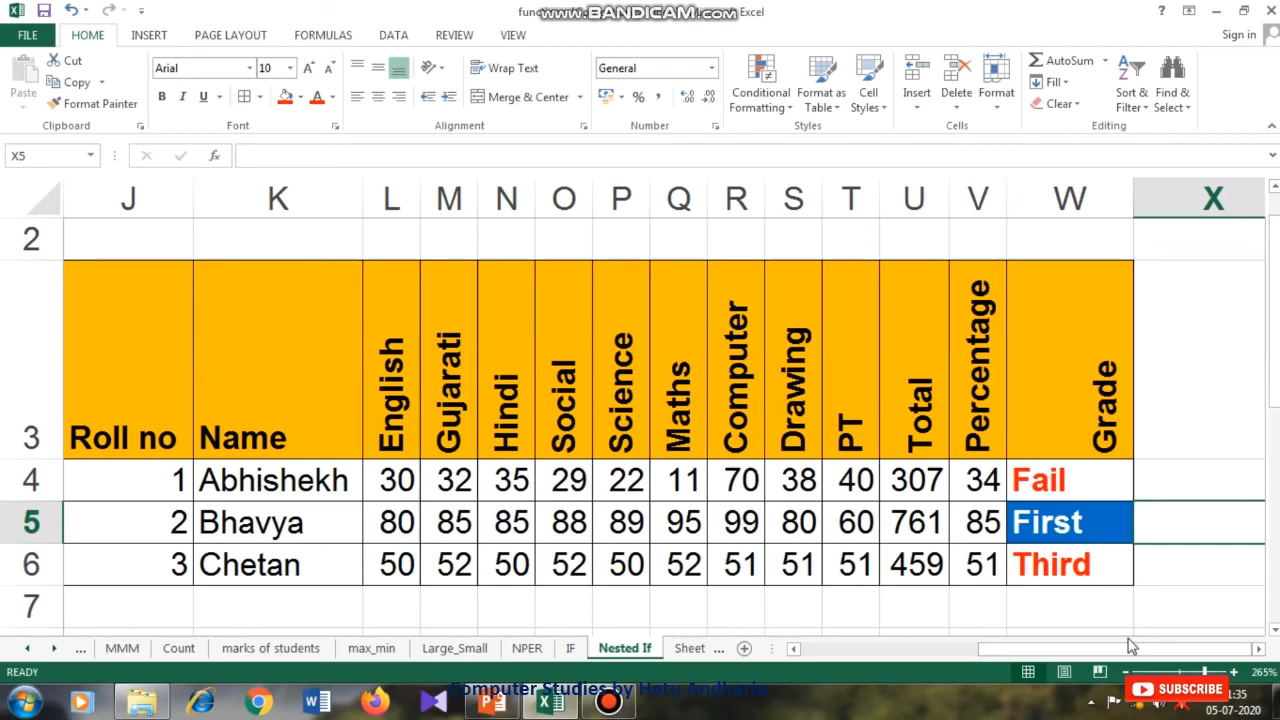 function
www.BANDICAM.com
Excel
FILE HOME INSERT PAGE LAYOUT FORMULAS DATA REVIEW VIEW Sign in
Paste Cut Copy Format Painter
Arial 10
B I U A
Wrap Text
Merge & Center
General
% ,
Conditional Formatting Format as Table Cell Styles
Insert Delete Format
AutoSum
Fill
Clear
Sort & Filter Find & Select
Clipboard Font Alignment Number Styles Cells Editing
X5 fx
J K L M N O P Q R S T U V W X
2
3 Roll no Name English Gujarati Hindi Social Science Maths Computer Drawing PT Total Percentage Grade
4 1 Abhishekh 30 32 35 29 22 11 70 38 40 307 34 Fail
5 2 Bhavya 80 85 85 88 89 95 99 80 60 761 85 First
6 3 Chetan 50 52 50 52 50 52 51 51 51 459 51 Third
7
... MMM Count marks of students max_min Large_Small NPER IF Nested If Sheet ...
READY 265%
Computer Studies by Hetu Andharia
SUBSCRIBE
:35
05-07-2020